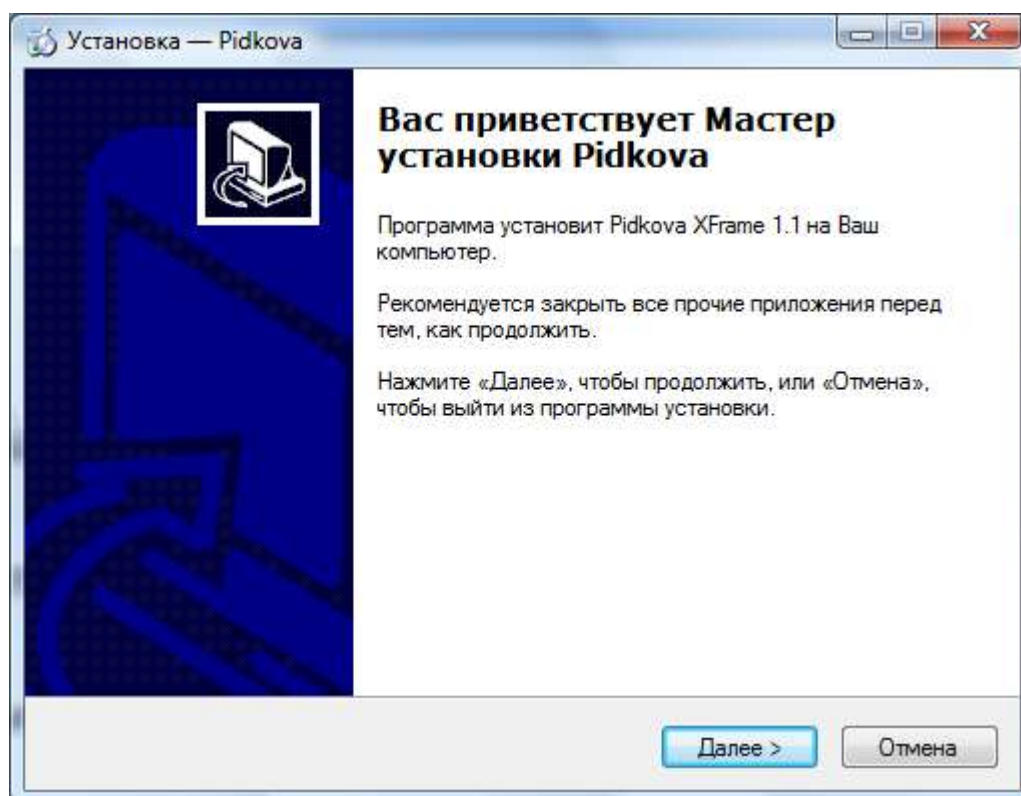 Установка — Pidkova
Вас приветствует Мастер
установки Pidkova
Программа установит Pidkova XFrame 1.1 на Ваш
компьютер.
Рекомендуется закрыть все прочие приложения перед
тем, как продолжить.
Нажмите «Далее», чтобы продолжить, или «Отмена»,
чтобы выйти из программы установки.
Далее >
Отмена